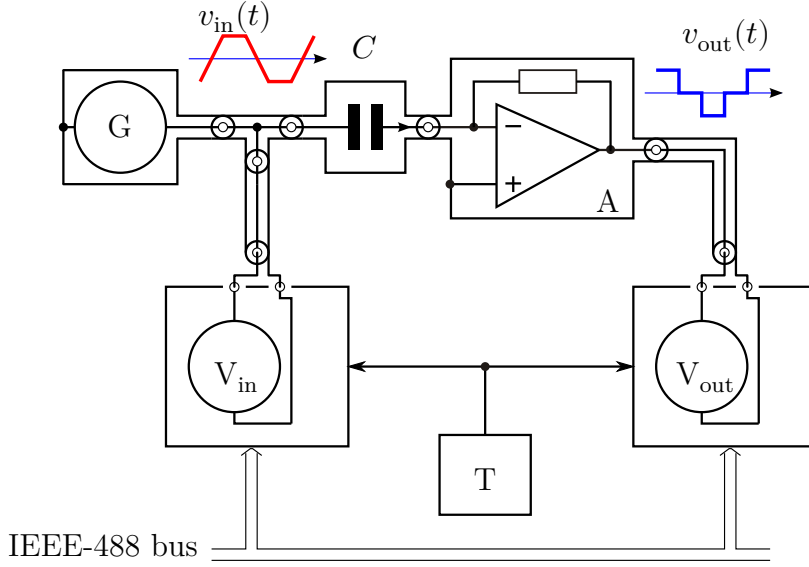 v_in(t)
C
v_out(t)
G
−
+
A
V_in
V_out
T
IEEE-488 bus